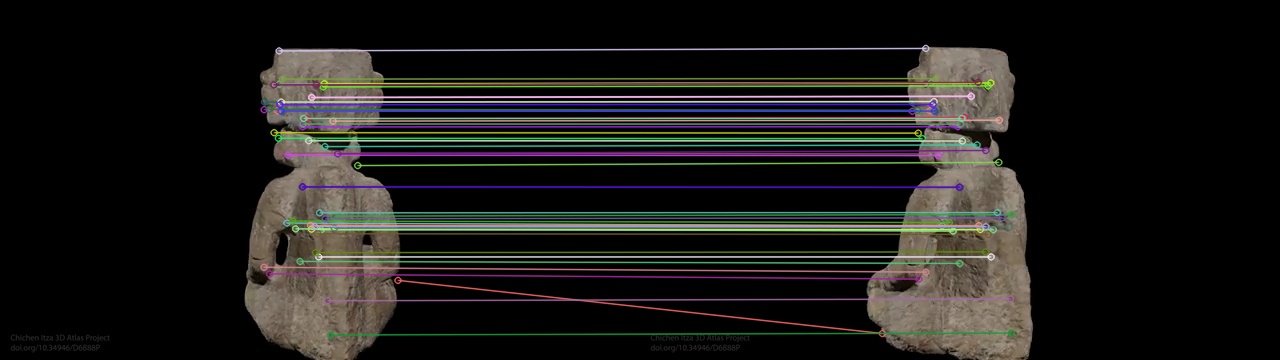 Chichen Itza 3D Atlas Project
doi.org/10.34946/D6B88P
Chichen Itza 3D Atlas Project
doi.org/10.34946/D6B88P